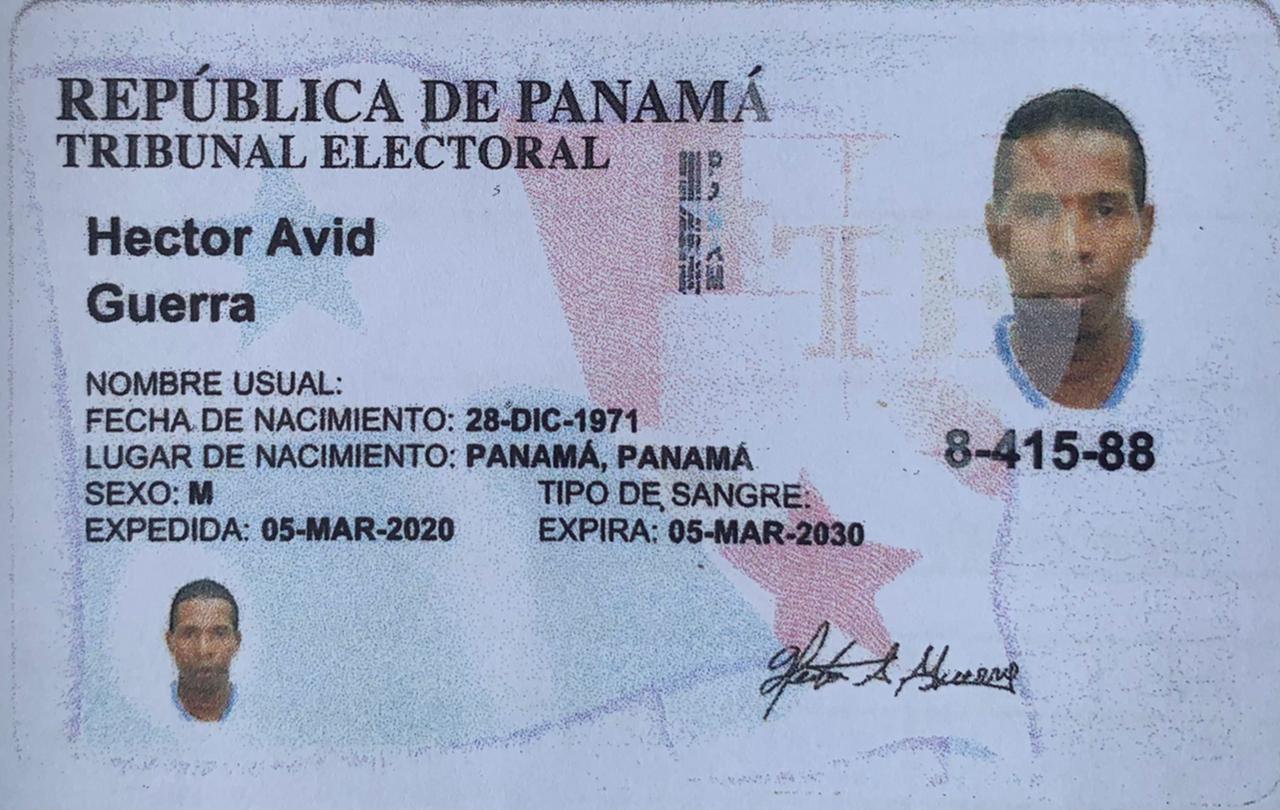 REPÚBLICA DE PANAMÁ
TRIBUNAL ELECTORAL
Hector Avid
Guerra
NOMBRE USUAL:
FECHA DE NACIMIENTO: 28-DIC-1971
LUGAR DE NACIMIENTO: PANAMÁ, PANAMÁ
SEXO: M TIPO DE SANGRE:
EXPEDIDA: 05-MAR-2020 EXPIRA: 05-MAR-2030
TE
8-415-88